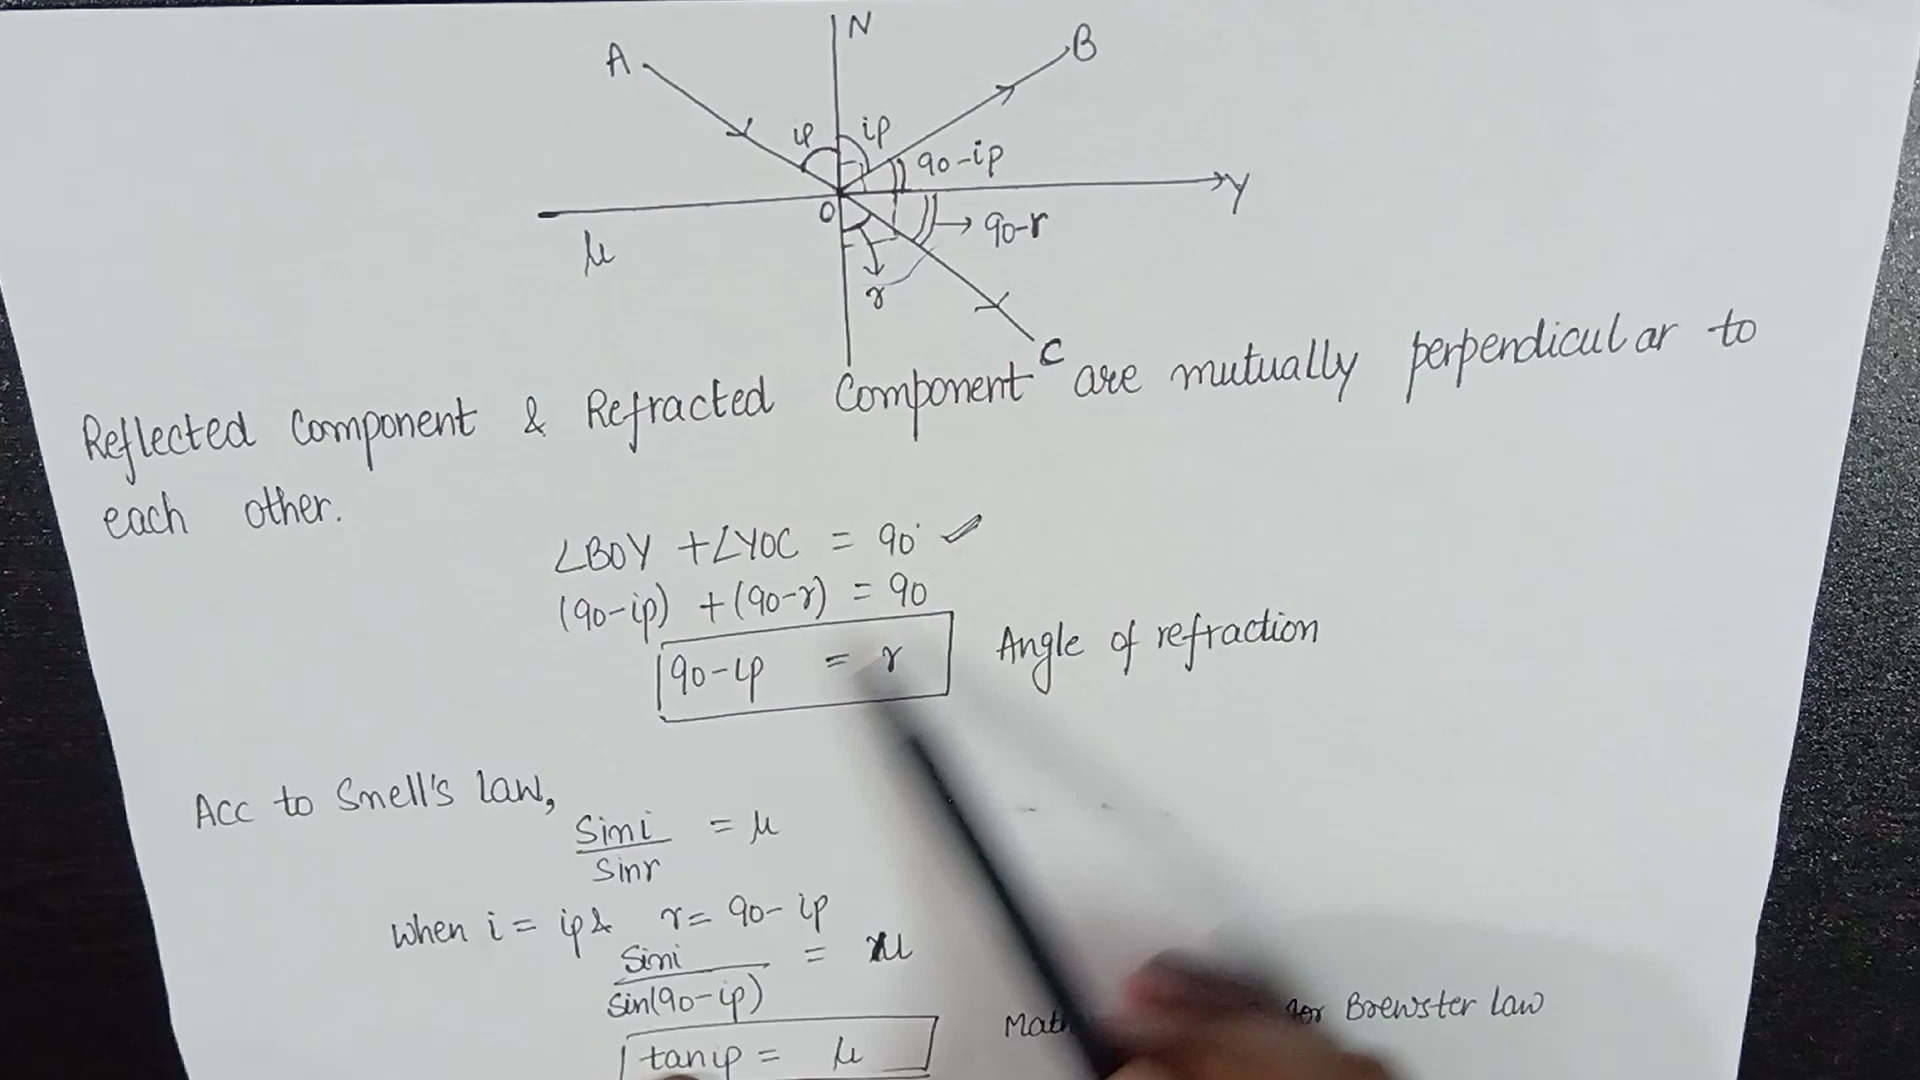 N
A
B
ip
ip
90-ip
Y
O
90-r
μ
r
C
Reflected Component & Refracted Component are mutually perpendicular to
each other.
∠BOY + ∠YOC = 90°
(90-ip) + (90-r) = 90
90-ip = r Angle of refraction
Acc to Snell's law,
Sini = μ
Sinr
when i = ip & r = 90-ip
Sini = μ
sin(90-ip)
for Brewster law
tanip = μ